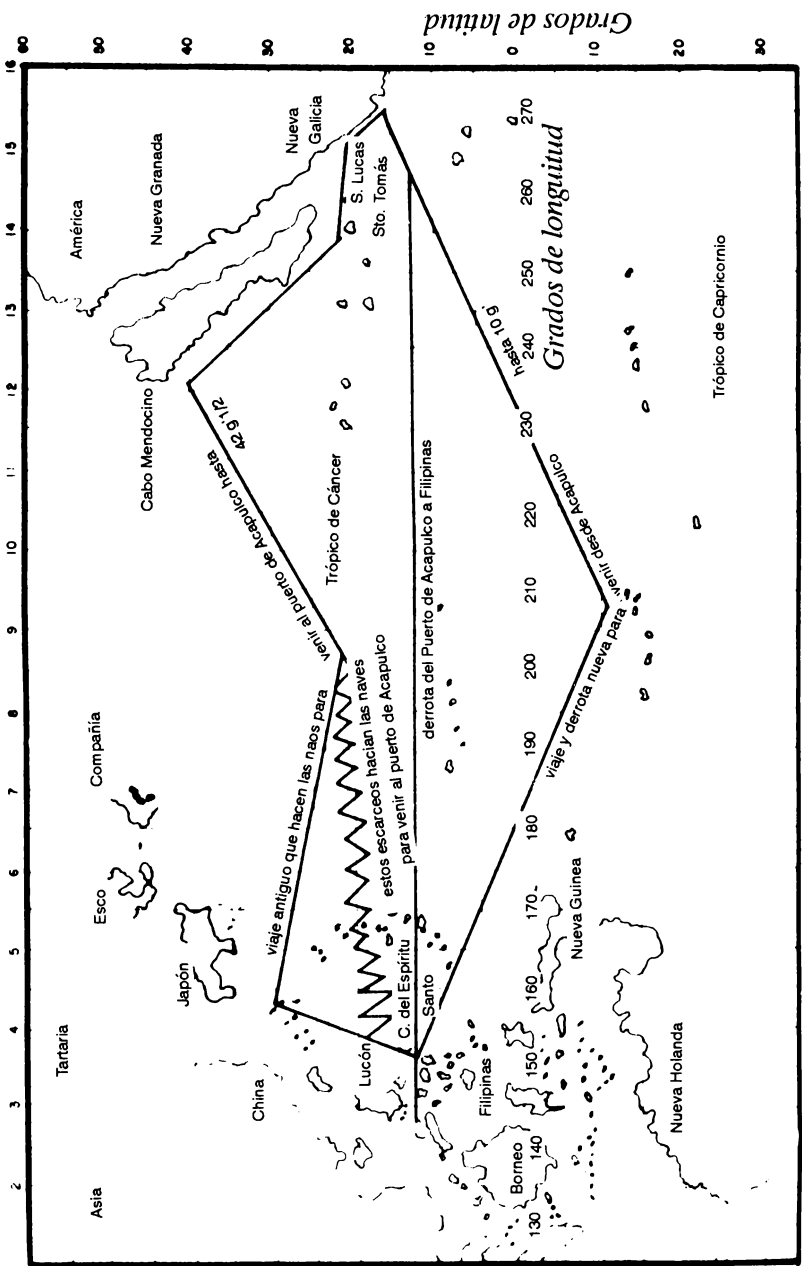 Grados de latitud
60
50
40
30
20
10
0
10
20
30
2
3
4
5
6
7
8
9
10
11
12
13
14
15
16
Asia
Tartaria
China
Japón
Esco
Compañía
América
Nueva Granada
Nueva
Galicia
Cabo Mendocino
S. Lucas
Sto. Tomás
Trópico de Cáncer
viaje antiguo que hacen las naos para
venir al puerto de Acapulco hasta
42 g' 1/2
estos escarceos hacian las naves
para venir al puerto de Acapulco
Lucón
C. del Espíritu
Santo
derrota del Puerto de Acapulco a Filipinas
viaje y derrota nueva para
venir desde Acapulco
hasta 10 g'
Filipinas
Borneo
Nueva Guinea
Nueva Holanda
Trópico de Capricornio
Grados de longuitud
130
140
150
160
170
180
190
200
210
220
230
240
250
260
270